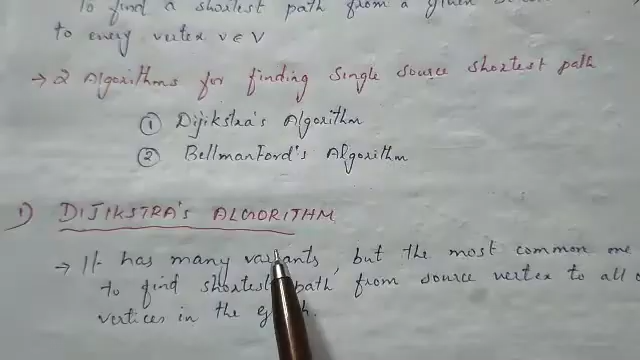 To find a shortest path from a given
to every vertex v ∈ V
→ 2 Algorithms for finding single source shortest path
① Dijikstra's Algorithm
② BellmanFord's Algorithm
1) DIJIKSTRA'S ALGORITHM
→ It has many variants, but the most common one
to find shortest path from source vertex to all
vertices in the